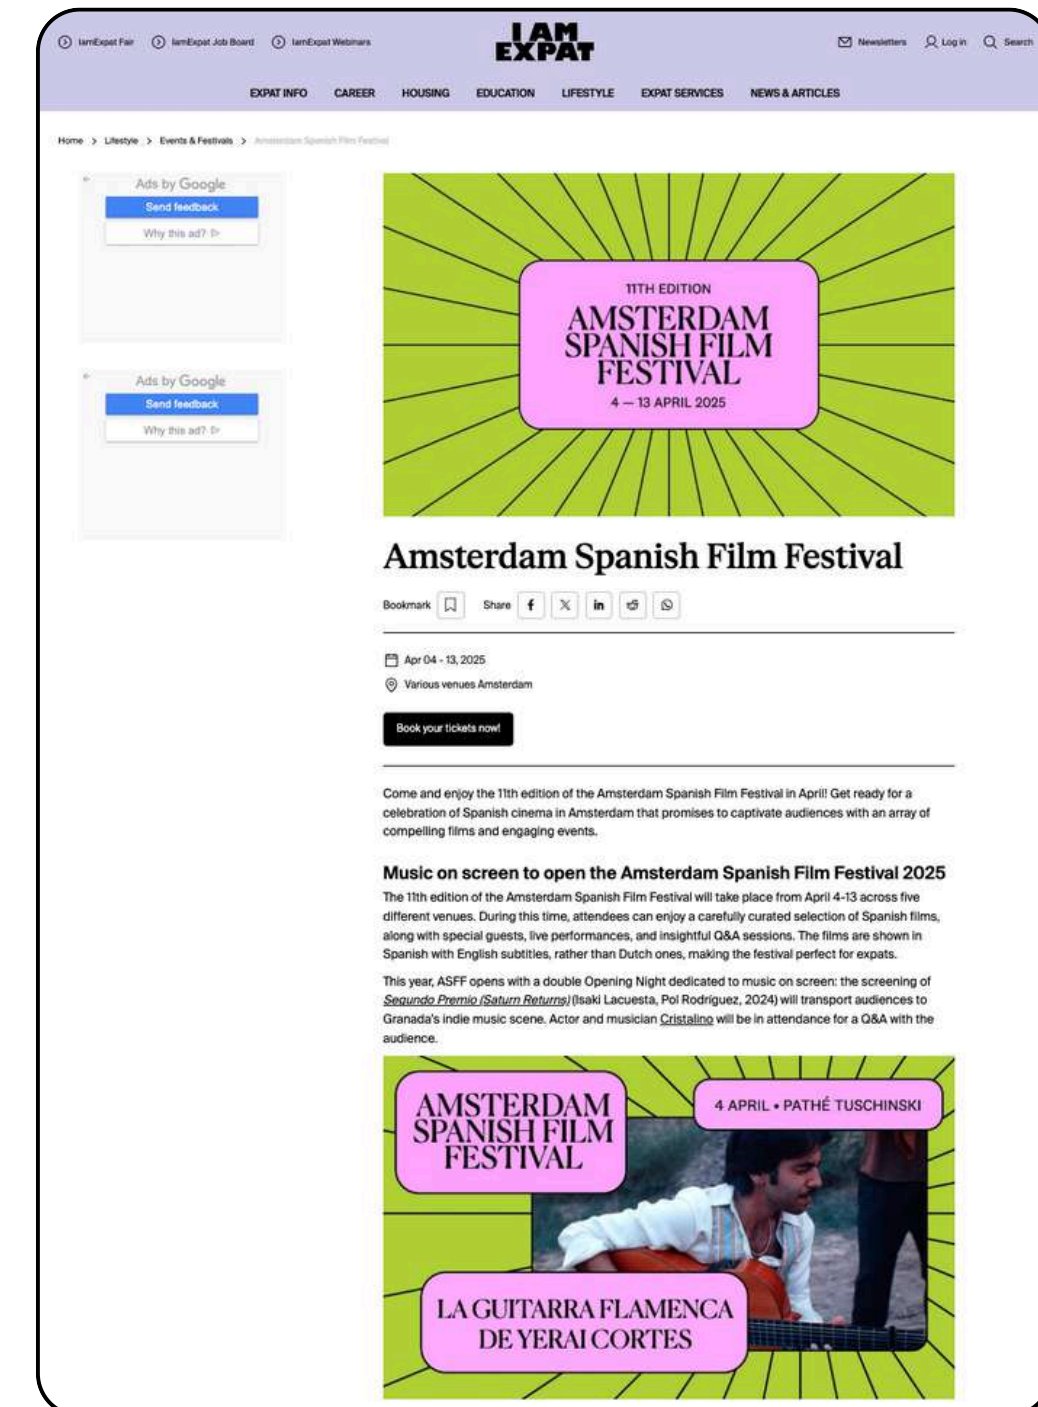 IamExpat Fair
IamExpat Job Board
IamExpat Webinars
I AM
EXPAT
Newsletters
Log in
Search
EXPAT INFO
CAREER
HOUSING
EDUCATION
LIFESTYLE
EXPAT SERVICES
NEWS & ARTICLES
Home > Lifestyle > Events & Festivals > Amsterdam Spanish Film Festival
Ads by Google
Send feedback
Why this ad?
Ads by Google
Send feedback
Why this ad?
11TH EDITION
AMSTERDAM
SPANISH FILM
FESTIVAL
4 — 13 APRIL 2025
Amsterdam Spanish Film Festival
Bookmark
Share
Apr 04 - 13, 2025
Various venues Amsterdam
Book your tickets now!
Come and enjoy the 11th edition of the Amsterdam Spanish Film Festival in April! Get ready for a
celebration of Spanish cinema in Amsterdam that promises to captivate audiences with an array of
compelling films and engaging events.
Music on screen to open the Amsterdam Spanish Film Festival 2025
The 11th edition of the Amsterdam Spanish Film Festival will take place from April 4-13 across five
different venues. During this time, attendees can enjoy a carefully curated selection of Spanish films,
along with special guests, live performances, and insightful Q&A sessions. The films are shown in
Spanish with English subtitles, rather than Dutch ones, making the festival perfect for expats.
This year, ASFF opens with a double Opening Night dedicated to music on screen: the screening of
Segundo Premio (Saturn Returns) (Isaki Lacuesta, Pol Rodríguez, 2024) will transport audiences to
Granada's indie music scene. Actor and musician Cristalino will be in attendance for a Q&A with the
audience.
AMSTERDAM
SPANISH FILM
FESTIVAL
4 APRIL • PATHÉ TUSCHINSKI
LA GUITARRA FLAMENCA
DE YERAI CORTES